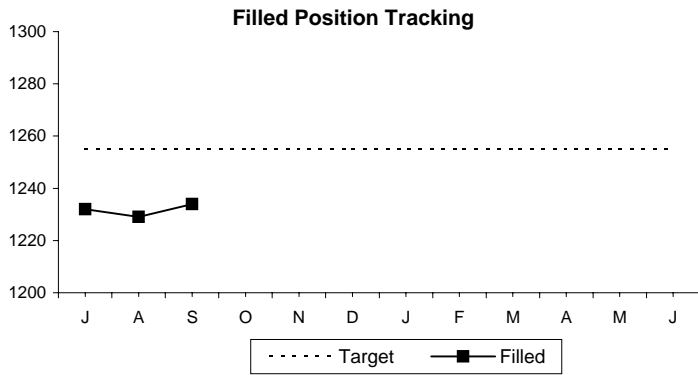 Filled Position Tracking
1300
1280
1260
1240
1220
1200
J A S O N D J F M A M J
Target Filled